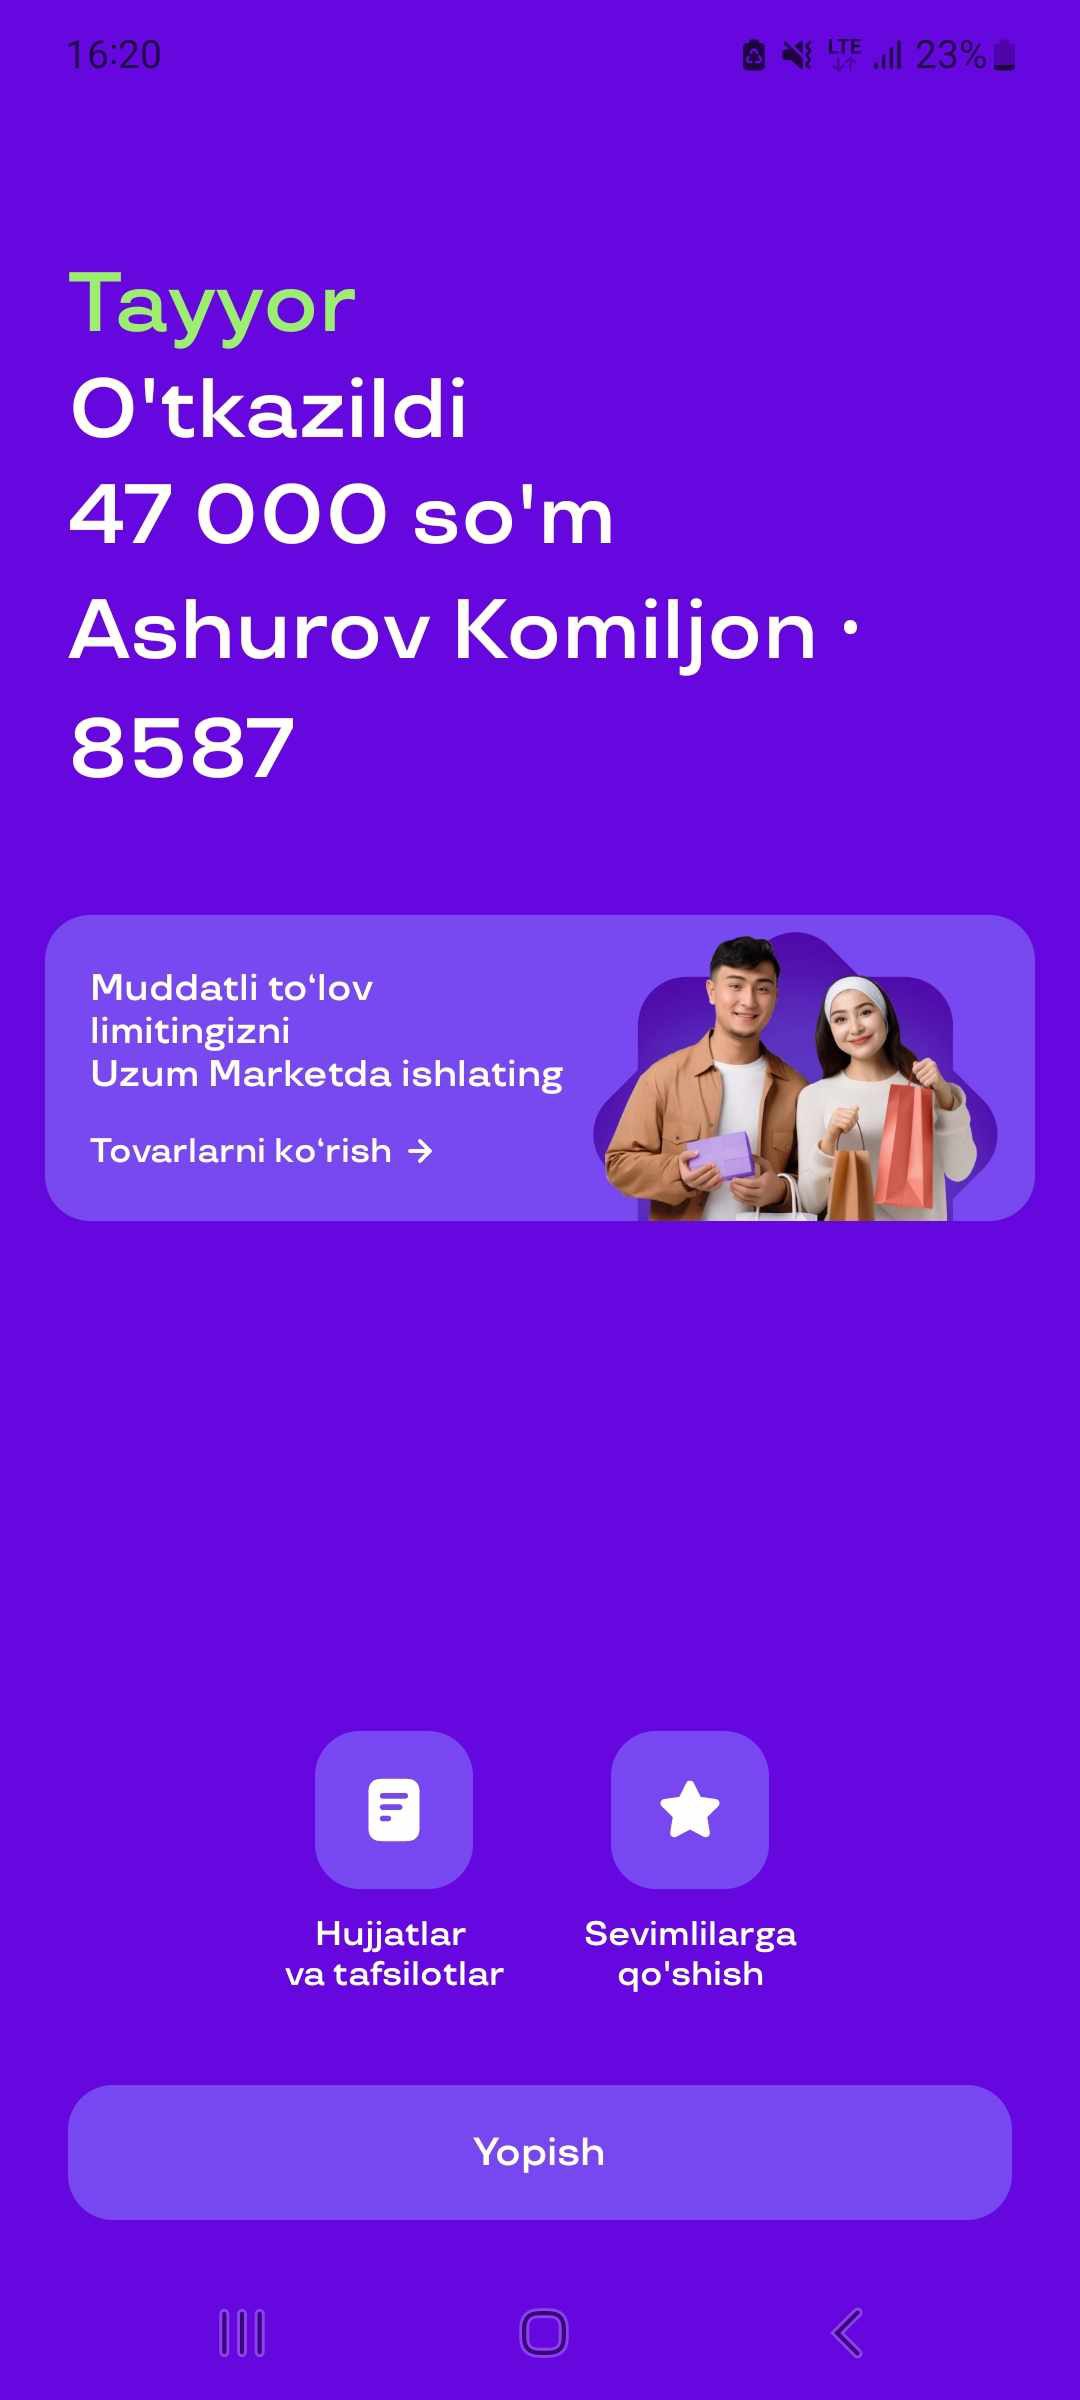 16:20
LTE
23%
Tayyor
O'tkazildi
47 000 so'm
Ashurov Komiljon ·
8587
Muddatli to‘lov
limitingizni
Uzum Marketda ishlating
Tovarlarni ko‘rish →
Hujjatlar
va tafsilotlar
Sevimlilarga
qo'shish
Yopish